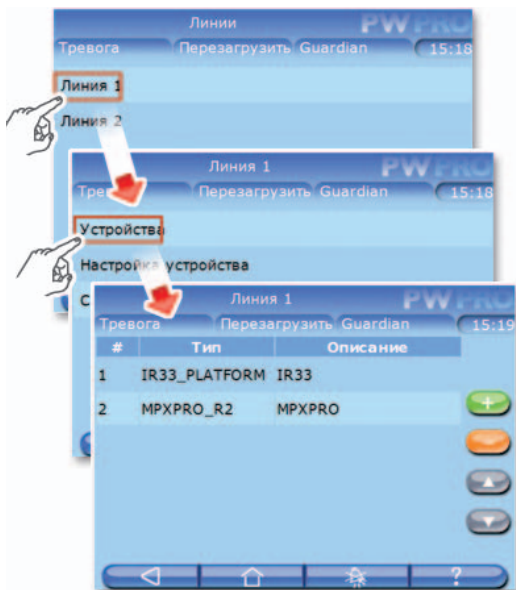 Линии PWPRO
Тревога Перезагрузить Guardian 15:18
Линия 1
Линия 2
Линия 1 PWPRO
Перезагрузить Guardian 15:18
Устройства
Настройка устройства
Линия 1 PWPRO
Тревога Перезагрузить Guardian 15:19
# Тип Описание
1 IR33_PLATFORM IR33
2 MPXPRO_R2 MPXPRO
+
?